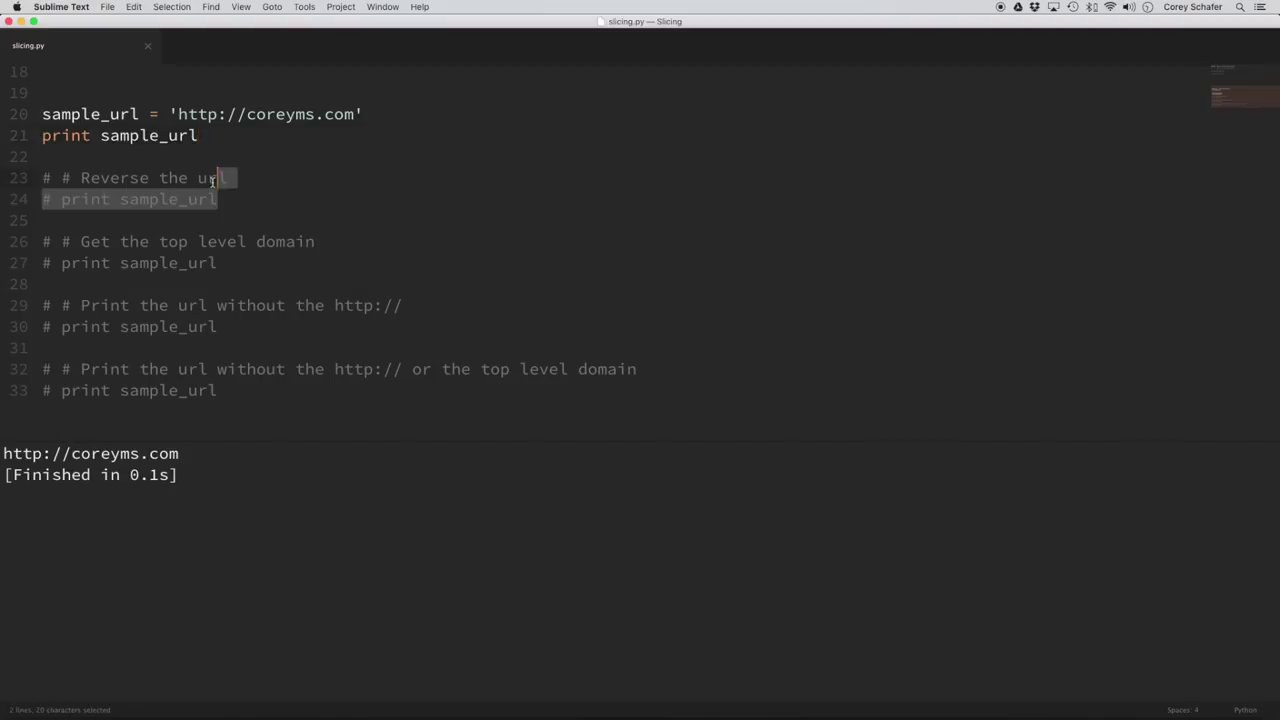 Sublime Text File Edit Selection Find View Goto Tools Project Window Help Corey Schafer
slicing.py — Slicing
slicing.py
18
19
20 sample_url = 'http://coreyms.com'
21 print sample_url
22
23 # # Reverse the url
24 # print sample_url
25
26 # # Get the top level domain
27 # print sample_url
28
29 # # Print the url without the http://
30 # print sample_url
31
32 # # Print the url without the http:// or the top level domain
33 # print sample_url
http://coreyms.com
[Finished in 0.1s]
2 lines, 20 characters selected Spaces: 4 Python